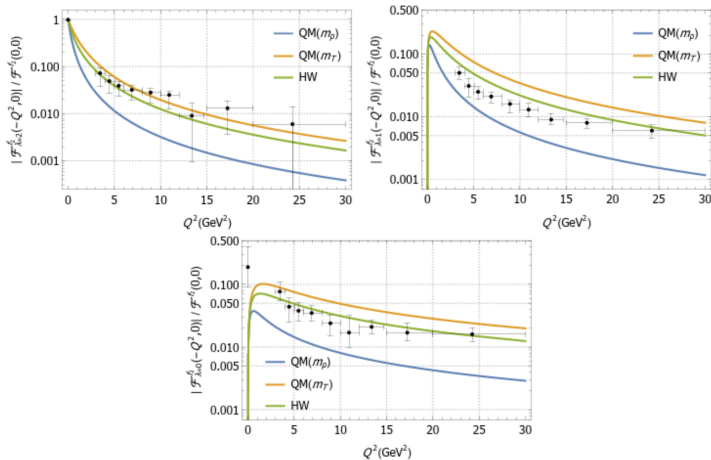 | ℱ^{f₂}_{λ=2}(-Q²,0)| / ℱ^{f₂}(0,0)
1
0.100
0.010
0.001
QM(mρ)
QM(m_T)
HW
0 5 10 15 20 25 30
Q²(GeV²)
| ℱ^{f₂}_{λ=1}(-Q²,0)| / ℱ^{f₂}(0,0)
0.500
0.100
0.050
0.010
0.005
0.001
QM(mρ)
QM(m_T)
HW
0 5 10 15 20 25 30
Q²(GeV²)
| ℱ^{f₂}_{λ=0}(-Q²,0)| / ℱ^{f₂}(0,0)
0.500
0.100
0.050
0.010
0.005
0.001
QM(mρ)
QM(m_T)
HW
0 5 10 15 20 25 30
Q²(GeV²)